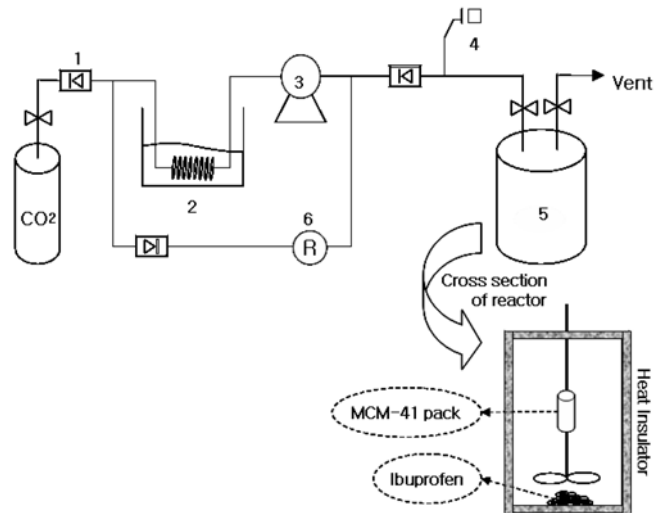 1
4
3
Vent
CO2
2
6
R
5
Cross section
of reactor
Heat Insulator
MCM-41 pack
Ibuprofen